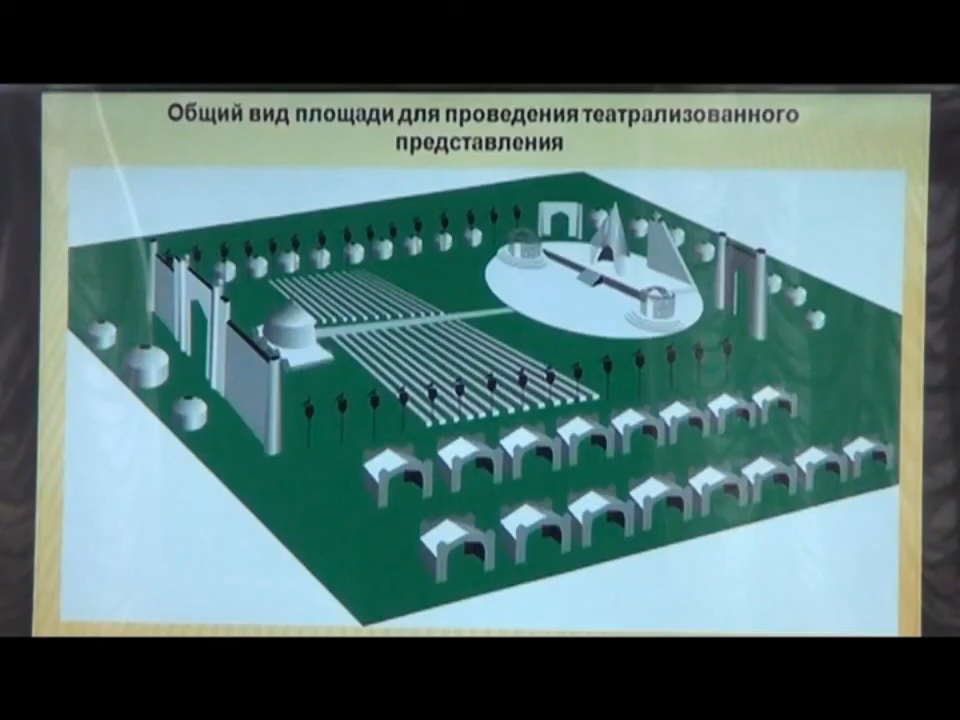 Общий вид площади для проведения театрализованного
представления